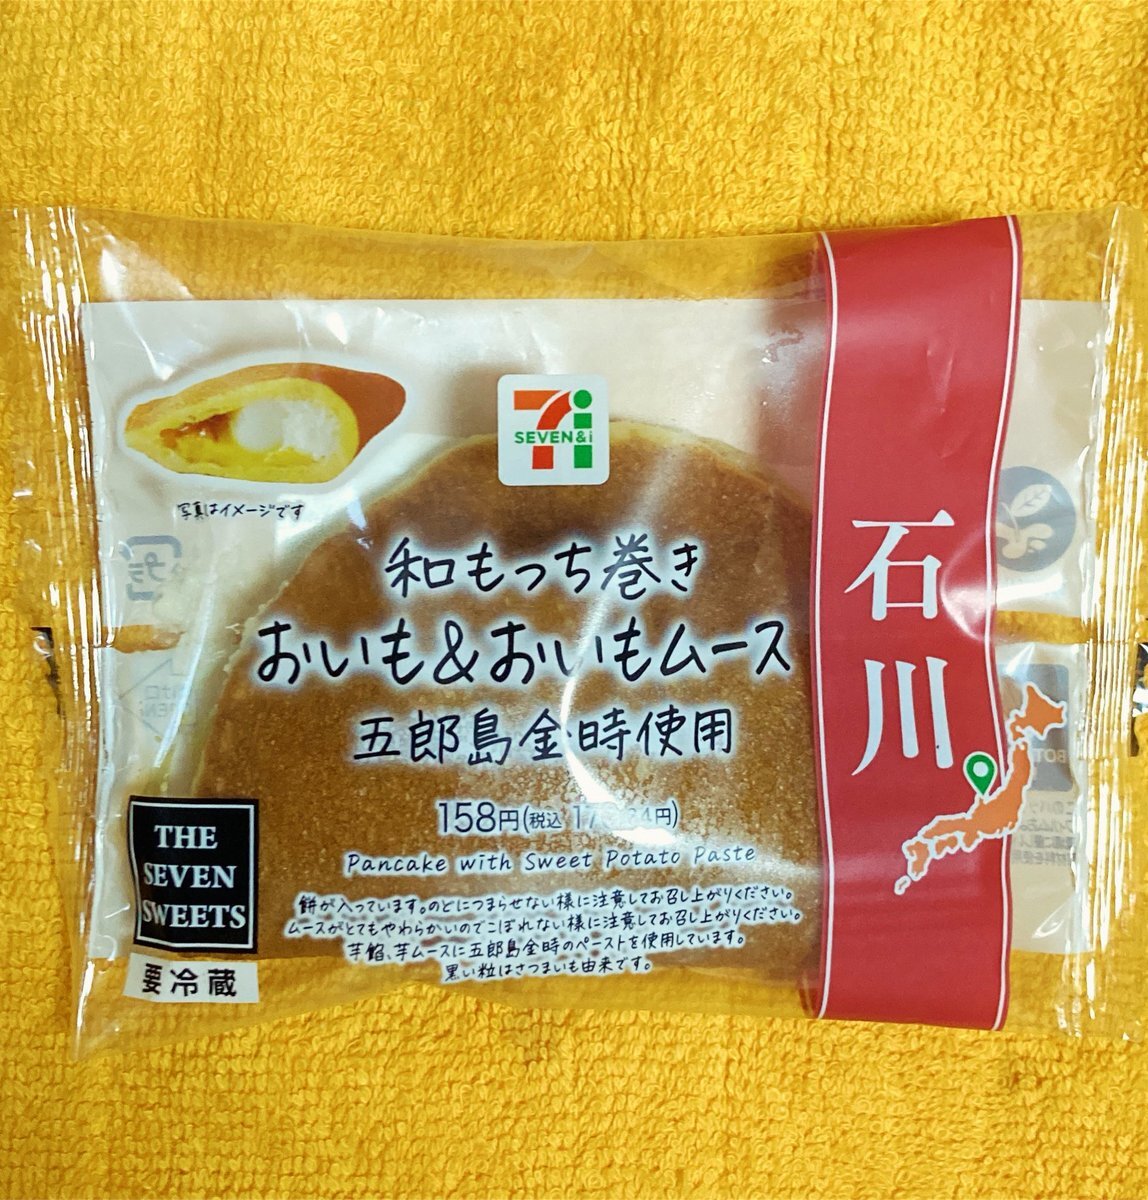 SEVEN&i
写真はイメージです
石川
和もっち巻き
おいも&おいもムース
五郎島金時使用
158円(税込
Pancake with Sweet Potato Paste
餅が入っています。のどにつまらせない様に注意してお召し上がりください。
ムースがとてもやわらかいのでこぼれない様に注意してお召し上がりください。
芋餡、芋ムースに五郎島金時のペーストを使用しています。
黒い粒はさつまいも由来です。
THE
SEVEN
SWEETS
要冷蔵